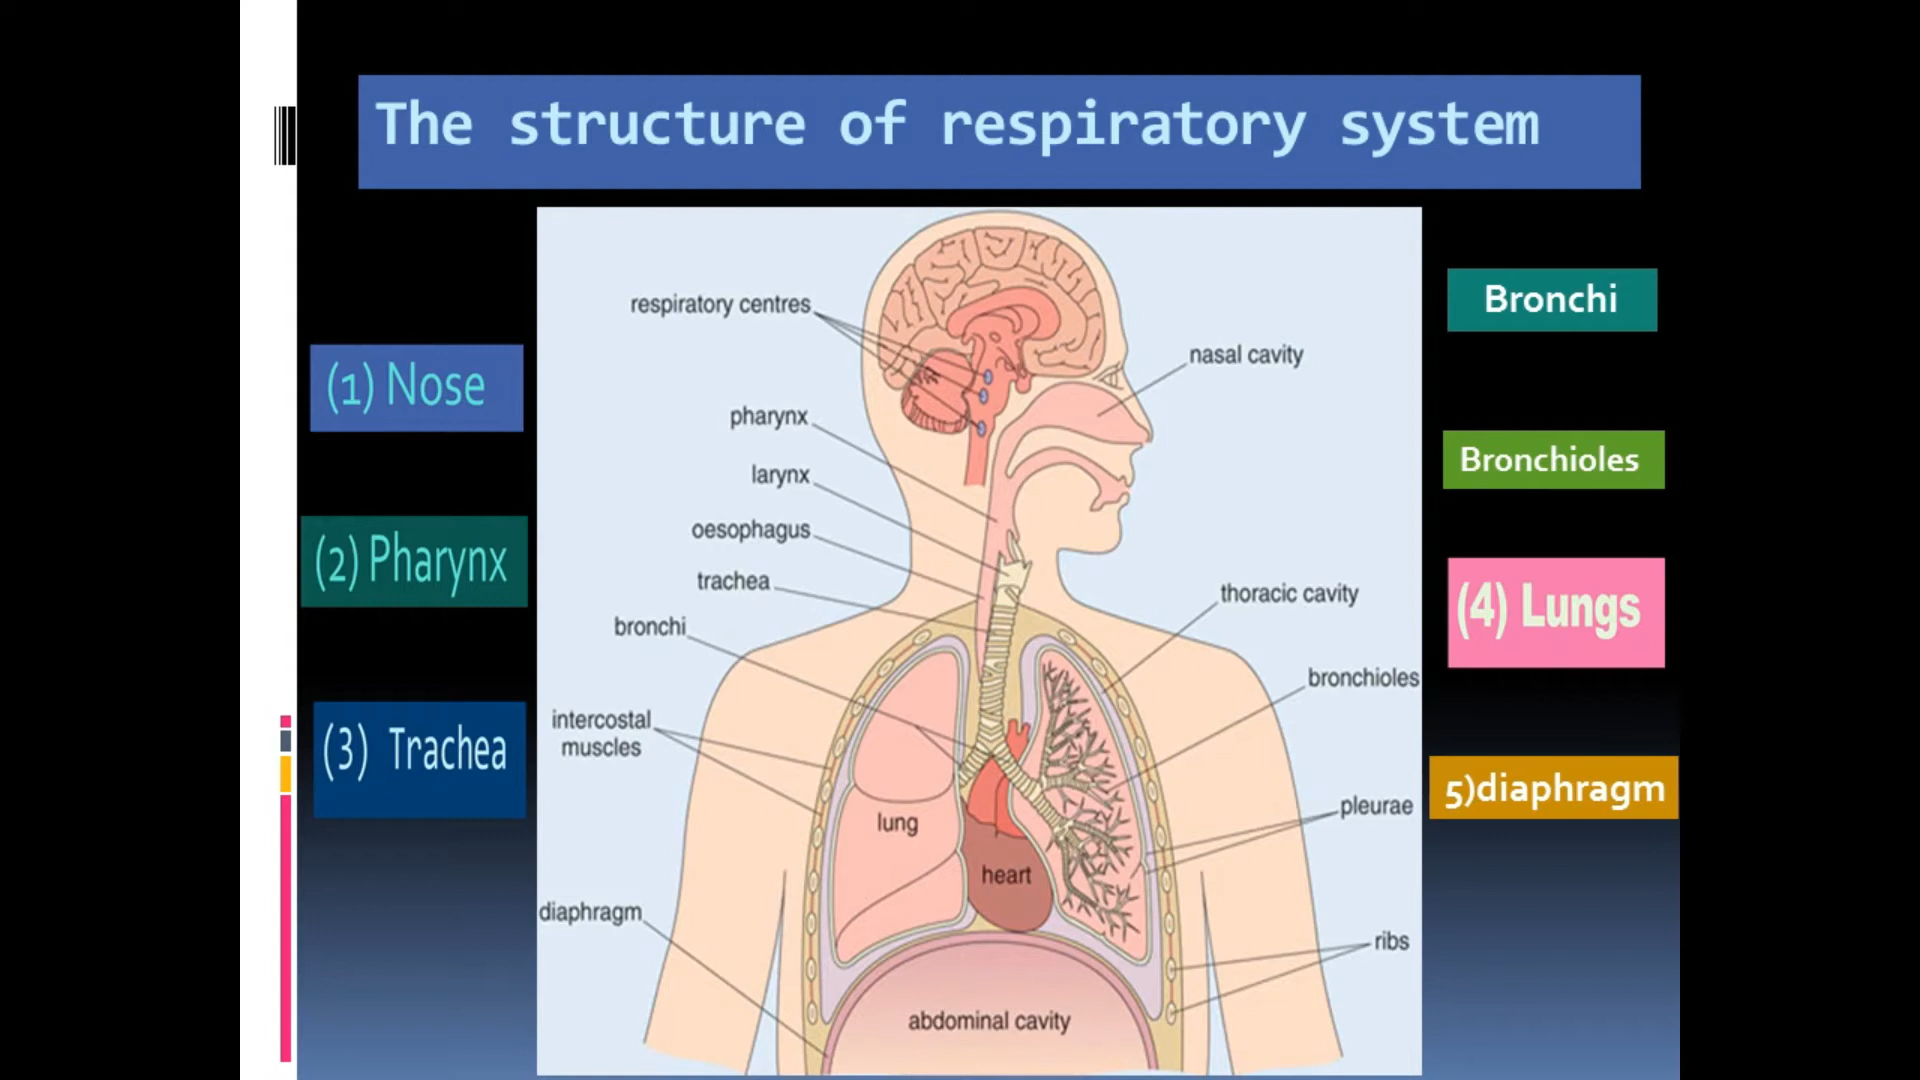 The structure of respiratory system
(1) Nose
(2) Pharynx
(3) Trachea
respiratory centres
nasal cavity
pharynx
larynx
oesophagus
trachea
thoracic cavity
bronchi
bronchioles
intercostal
muscles
pleurae
lung
heart
diaphragm
ribs
abdominal cavity
Bronchi
Bronchioles
(4) Lungs
5)diaphragm